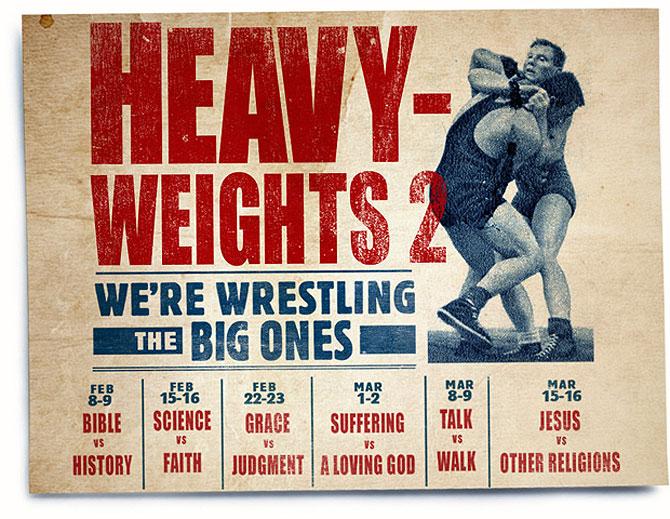 HEAVY-
WEIGHTS 2
WE'RE WRESTLING
THE BIG ONES
FEB
8-9
BIBLE
VS
HISTORY
FEB
15-16
SCIENCE
VS
FAITH
FEB
22-23
GRACE
VS
JUDGMENT
MAR
1-2
SUFFERING
VS
A LOVING GOD
MAR
8-9
TALK
VS
WALK
MAR
15-16
JESUS
VS
OTHER RELIGIONS